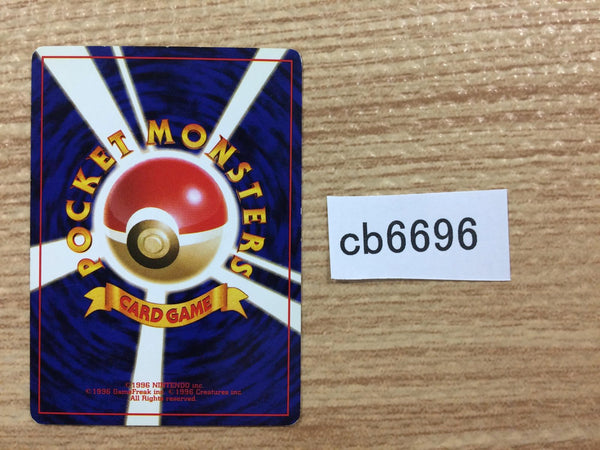 POCKET MONSTERS
CARD GAME
©1996 NINTENDO inc.
©1996 GameFreak inc. ©1996 Creatures inc.
All Rights reserved.
cb6696